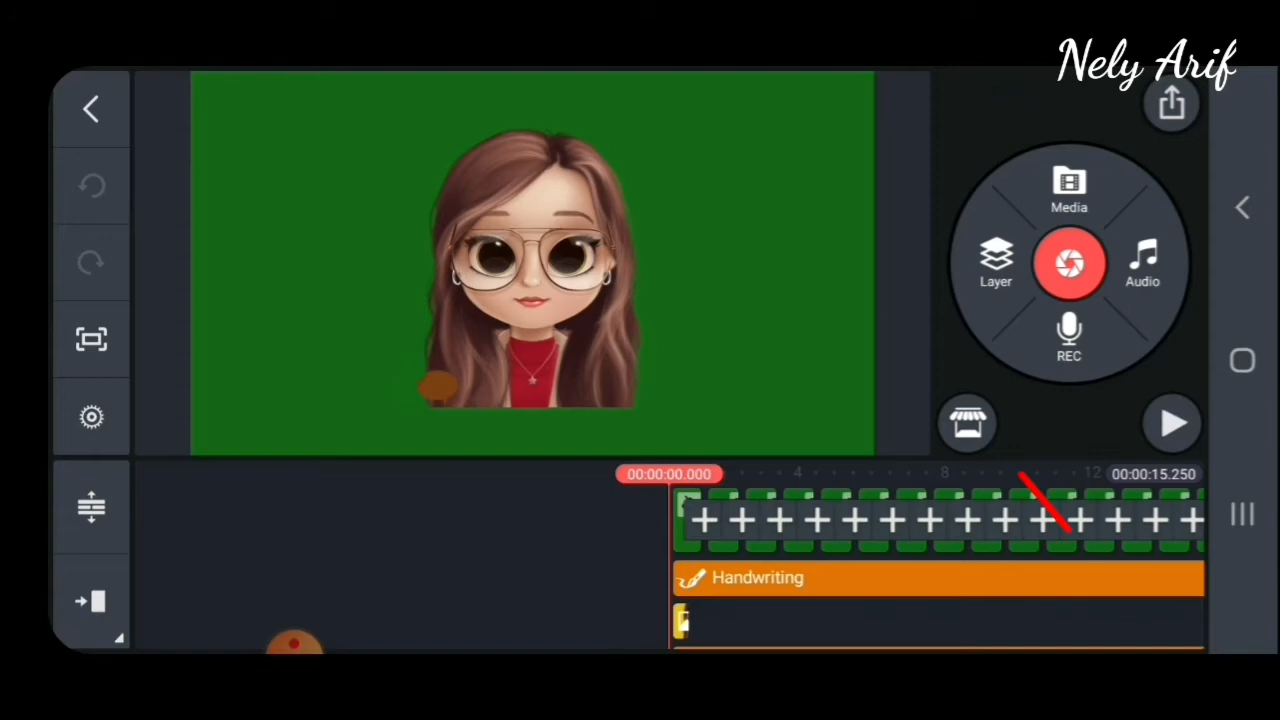 Nely Arif
Media
Layer
Audio
REC
00:00:00.000
4
8
12
00:00:15.250
Handwriting